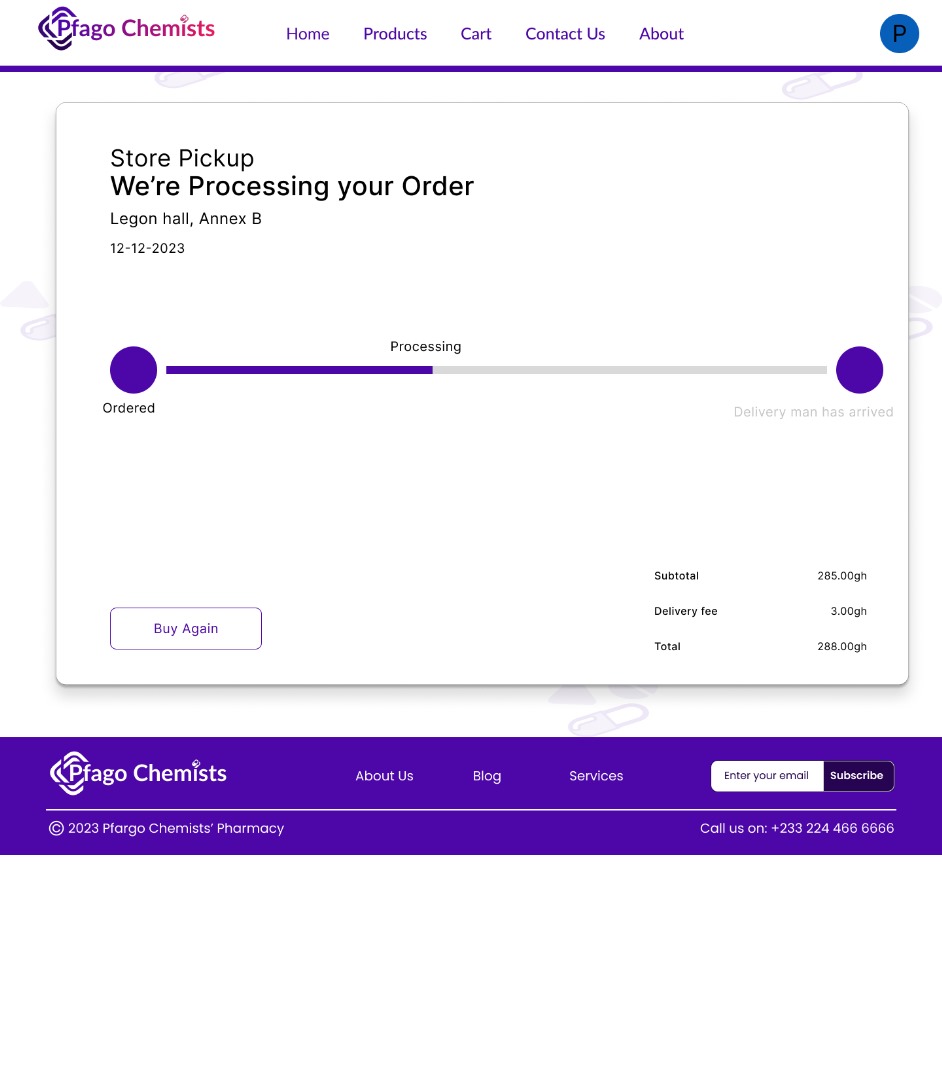 Pfago Chemists
Home Products Cart Contact Us About
P
Store Pickup
We’re Processing your Order
Legon hall, Annex B
12-12-2023
Processing
Ordered
Delivery man has arrived
Subtotal 285.00gh
Delivery fee 3.00gh
Total 288.00gh
Buy Again
Pfago Chemists
About Us Blog Services
Enter your email Subscribe
© 2023 Pfargo Chemists’ Pharmacy
Call us on: +233 224 466 6666